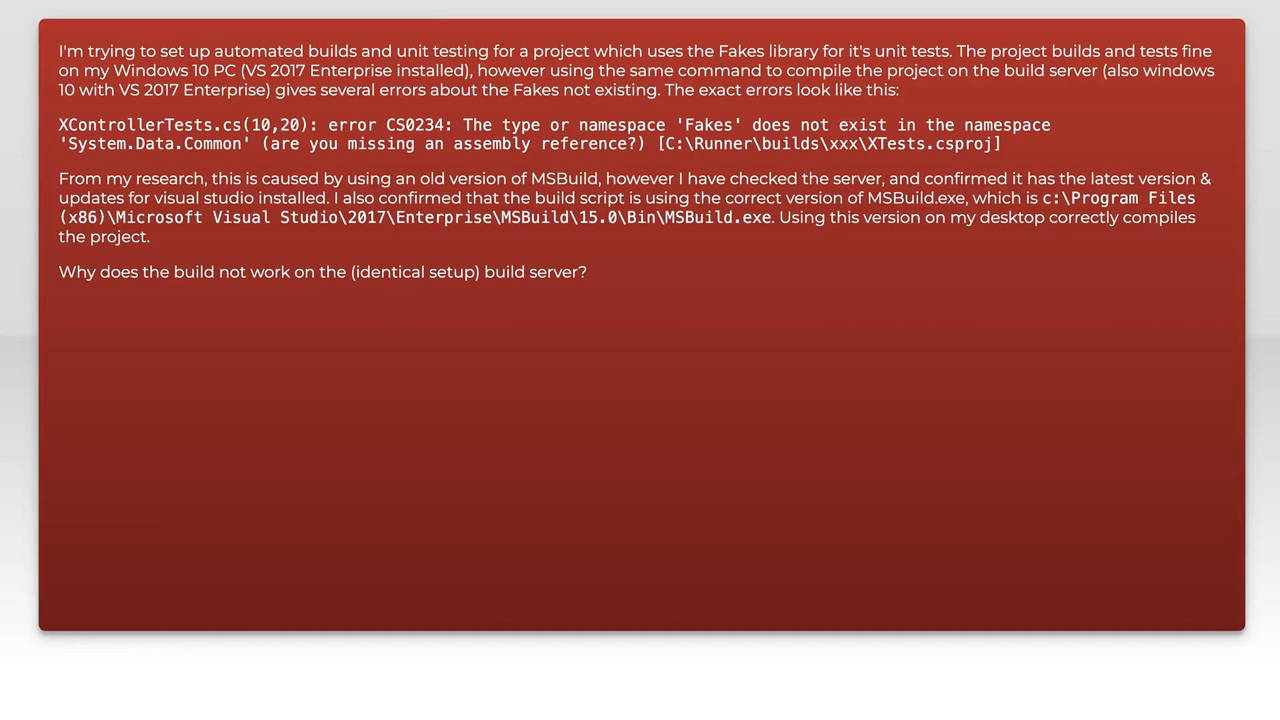 I'm trying to set up automated builds and unit testing for a project which uses the Fakes library for it's unit tests. The project builds and tests fine
on my Windows 10 PC (VS 2017 Enterprise installed), however using the same command to compile the project on the build server (also windows
10 with VS 2017 Enterprise) gives several errors about the Fakes not existing. The exact errors look like this:
XControllerTests.cs(10,20): error CS0234: The type or namespace 'Fakes' does not exist in the namespace
'System.Data.Common' (are you missing an assembly reference?) [C:\Runner\builds\xxx\XTests.csproj]
From my research, this is caused by using an old version of MSBuild, however I have checked the server, and confirmed it has the latest version &
updates for visual studio installed. I also confirmed that the build script is using the correct version of MSBuild.exe, which is c:\Program Files
(x86)\Microsoft Visual Studio\2017\Enterprise\MSBuild\15.0\Bin\MSBuild.exe. Using this version on my desktop correctly compiles
the project.
Why does the build not work on the (identical setup) build server?